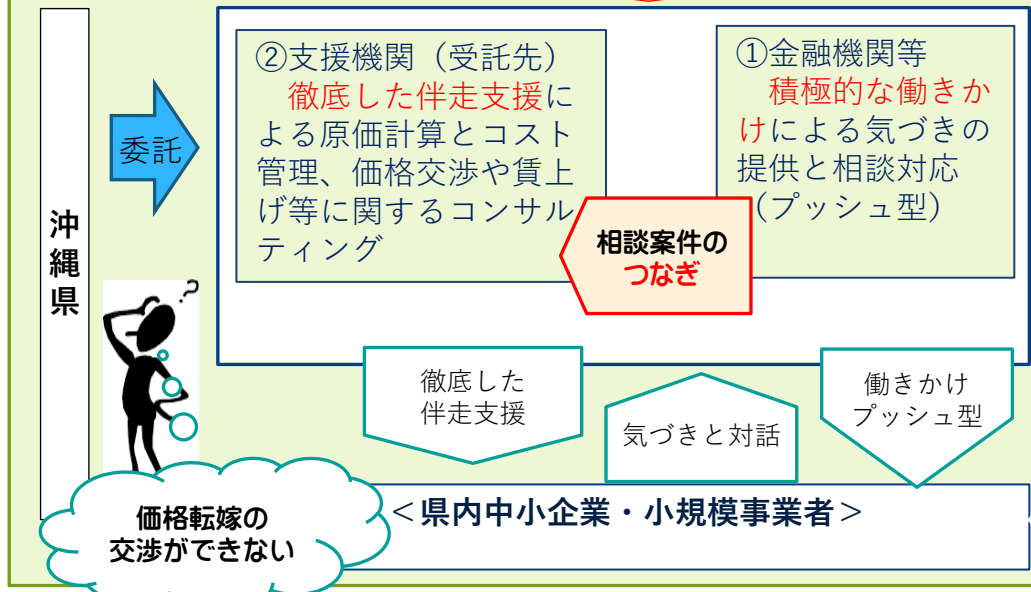 沖縄県
委託
②支援機関（受託先）
徹底した伴走支援に
よる原価計算とコスト
管理、価格交渉や賃上
げ等に関するコンサル
ティング
①金融機関等
積極的な働きか
けによる気づきの
提供と相談対応
（プッシュ型）
相談案件の
つなぎ
?
徹底した
伴走支援
気づきと対話
働きかけ
プッシュ型
価格転嫁の
交渉ができない
＜県内中小企業・小規模事業者＞